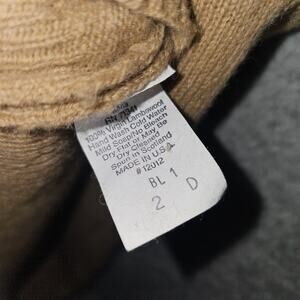 100% Virgin Lambswool
Hand Wash Cold Water
Mild Soap/No Bleach
Dry Flat or May Be
Dry Cleaned
Spun in Scotland
MADE IN U.S.A.
# 12012
BL 1
2 D